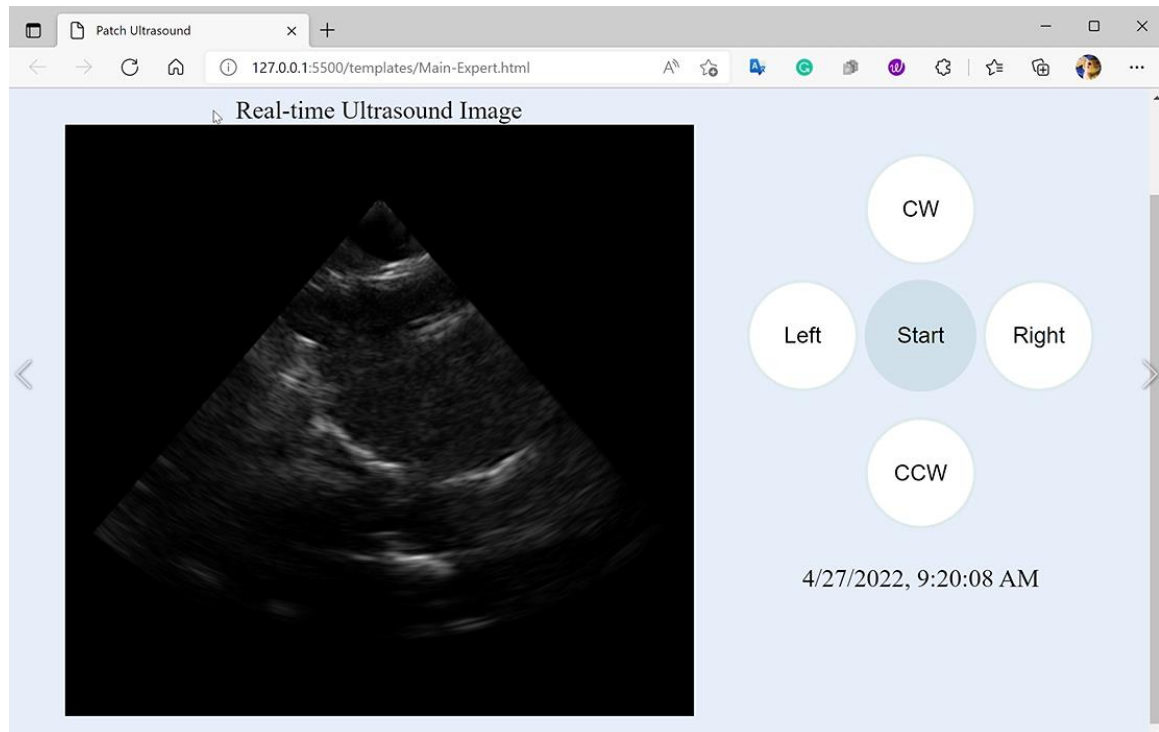 Patch Ultrasound
127.0.0.1:5500/templates/Main-Expert.html
Real-time Ultrasound Image
CW
Left
Start
Right
CCW
4/27/2022, 9:20:08 AM